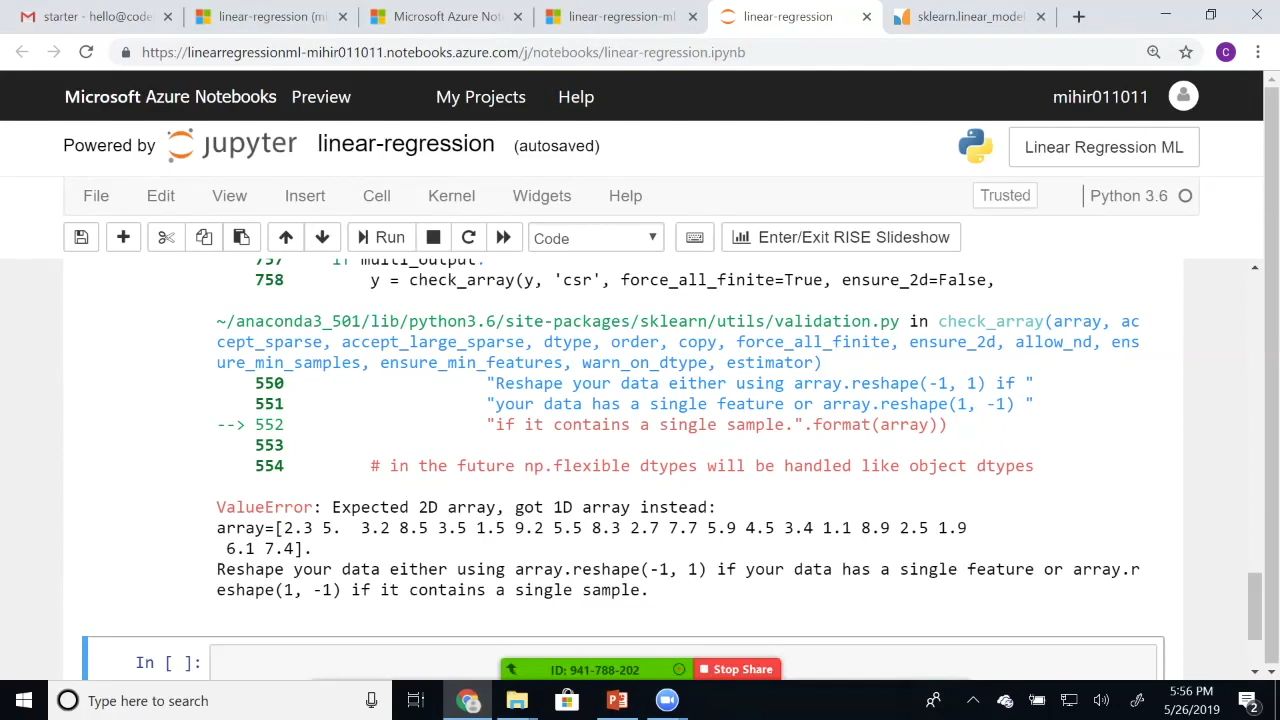 starter - hello@code
linear-regression (m
Microsoft Azure No
linear-regression-ml
linear-regression
sklearn.linear_model
https://linearregressionml-mihir011011.notebooks.azure.com/j/notebooks/linear-regression.ipynb
C
Microsoft Azure Notebooks Preview My Projects Help mihir011011
Powered by jupyter linear-regression (autosaved) Linear Regression ML
File Edit View Insert Cell Kernel Widgets Help Trusted Python 3.6
Run Code Enter/Exit RISE Slideshow
757 if multi_output:
758 y = check_array(y, 'csr', force_all_finite=True, ensure_2d=False,
~/anaconda3_501/lib/python3.6/site-packages/sklearn/utils/validation.py in check_array(array, ac
cept_sparse, accept_large_sparse, dtype, order, copy, force_all_finite, ensure_2d, allow_nd, ens
ure_min_samples, ensure_min_features, warn_on_dtype, estimator)
550 "Reshape your data either using array.reshape(-1, 1) if "
551 "your data has a single feature or array.reshape(1, -1) "
--> 552 "if it contains a single sample.".format(array))
553
554 # in the future np.flexible dtypes will be handled like object dtypes
ValueError: Expected 2D array, got 1D array instead:
array=[2.3 5. 3.2 8.5 3.5 1.5 9.2 5.5 8.3 2.7 7.7 5.9 4.5 3.4 1.1 8.9 2.5 1.9
6.1 7.4].
Reshape your data either using array.reshape(-1, 1) if your data has a single feature or array.r
eshape(1, -1) if it contains a single sample.
In [ ]:
ID: 941-788-202 Stop Share
Type here to search
5:56 PM
5/26/2019
2